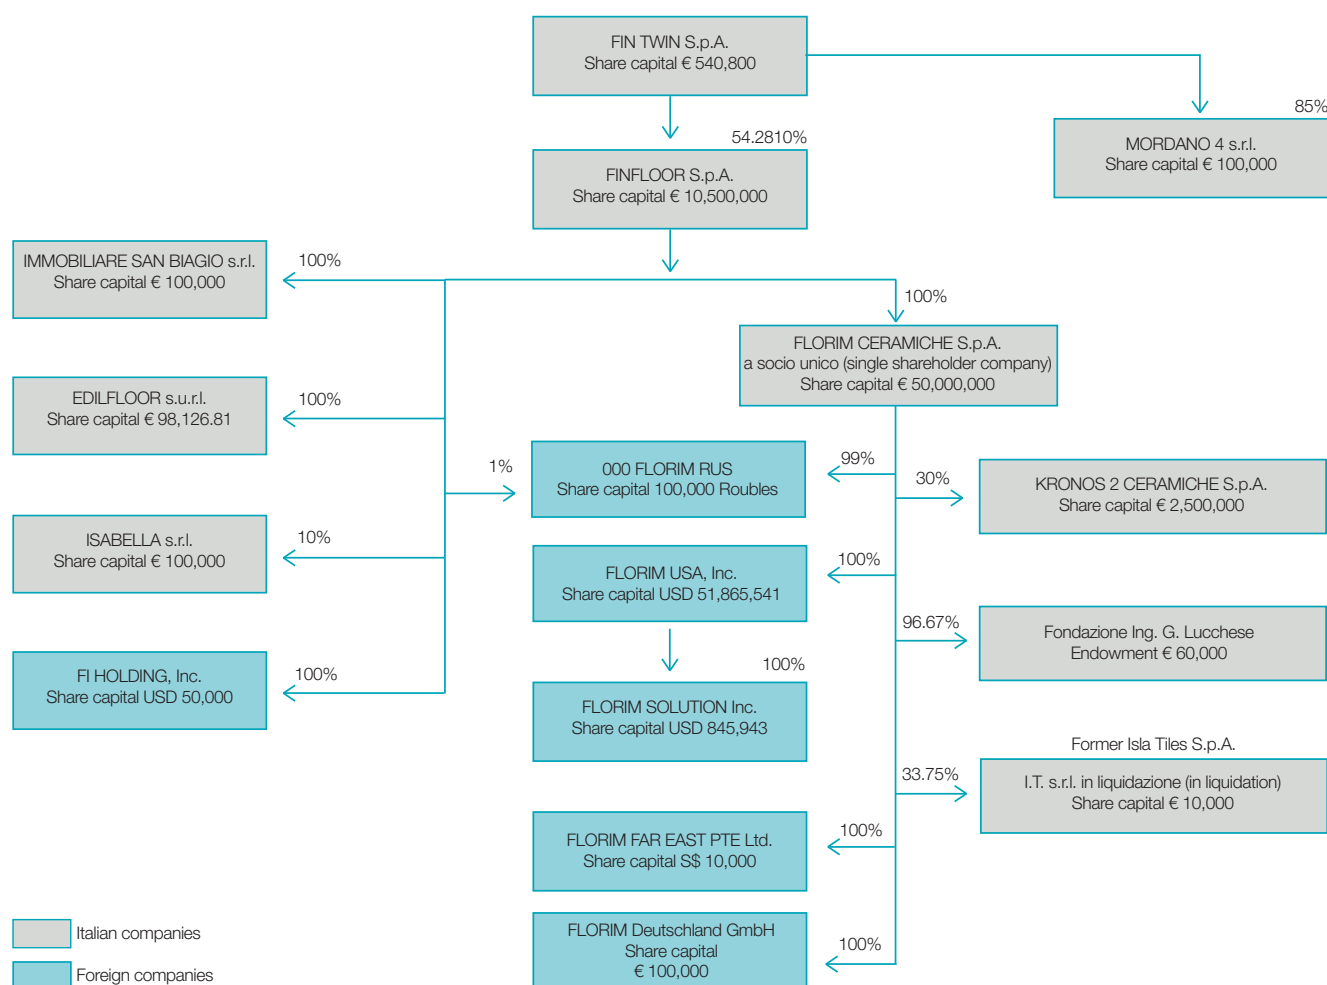 FIN TWIN S.p.A.
Share capital € 540,800
85%
MORDANO 4 s.r.l.
Share capital € 100,000
54.2810%
FINFLOOR S.p.A.
Share capital € 10,500,000
IMMOBILIARE SAN BIAGIO s.r.l.
Share capital € 100,000
100%
100%
FLORIM CERAMICHE S.p.A.
a socio unico (single shareholder company)
Share capital € 50,000,000
EDILFLOOR s.u.r.l.
Share capital € 98,126.81
100%
1%
000 FLORIM RUS
Share capital 100,000 Roubles
99%
30%
KRONOS 2 CERAMICHE S.p.A.
Share capital € 2,500,000
ISABELLA s.r.l.
Share capital € 100,000
10%
FLORIM USA, Inc.
Share capital USD 51,865,541
100%
96.67%
Fondazione Ing. G. Lucchese
Endowment € 60,000
FI HOLDING, Inc.
Share capital USD 50,000
100%
100%
FLORIM SOLUTION Inc.
Share capital USD 845,943
Former Isla Tiles S.p.A.
33.75%
I.T. s.r.l. in liquidazione (in liquidation)
Share capital € 10,000
FLORIM FAR EAST PTE Ltd.
Share capital S$ 10,000
100%
FLORIM Deutschland GmbH
Share capital
€ 100,000
100%
Italian companies
Foreign companies